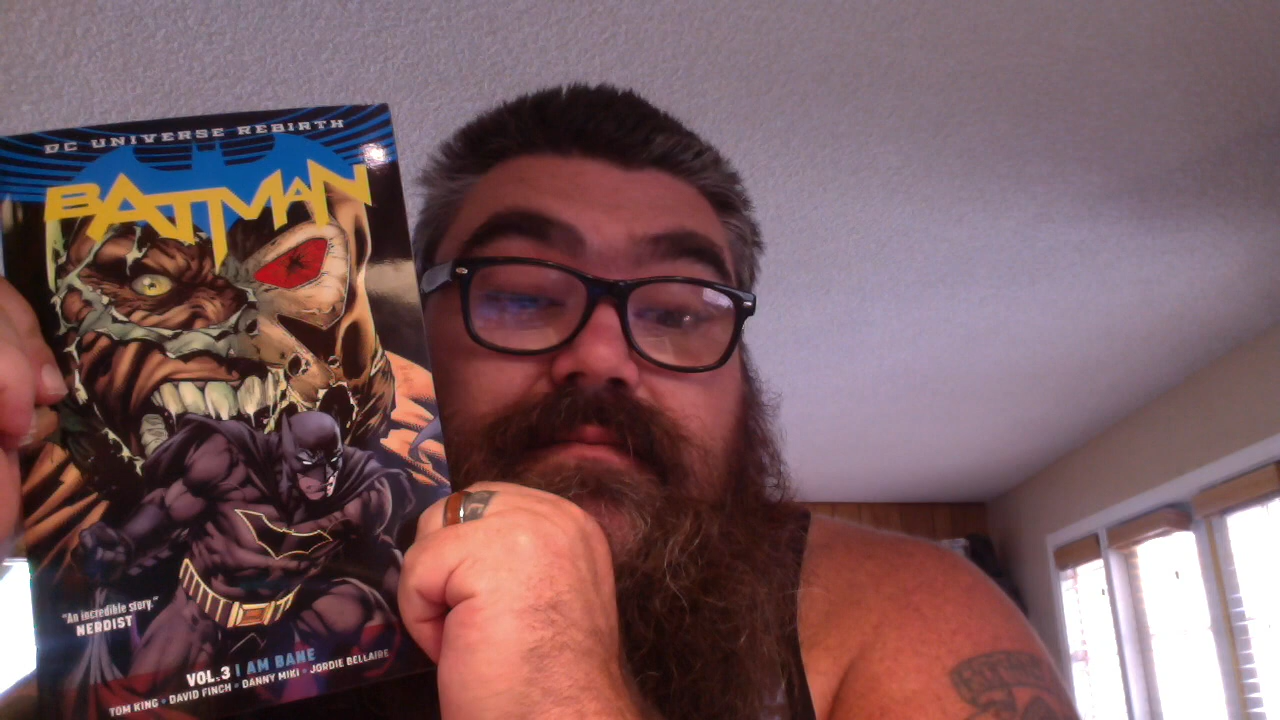 DC UNIVERSE REBIRTH
BATMAN
"An incredible story."
NERDIST
VOL.3 | I AM BANE
TOM KING • DAVID FINCH • DANNY MIKI • JORDIE BELLAIRE